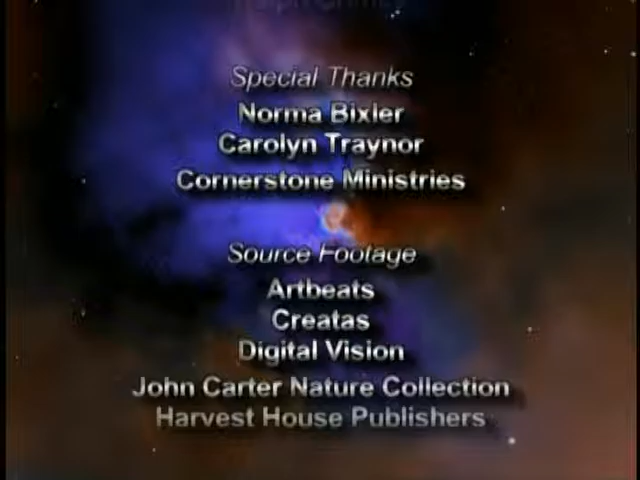 Special Thanks
Norma Bixler
Carolyn Traynor
Cornerstone Ministries
Source Footage
Artbeats
Creatas
Digital Vision
John Carter Nature Collection
Harvest House Publishers